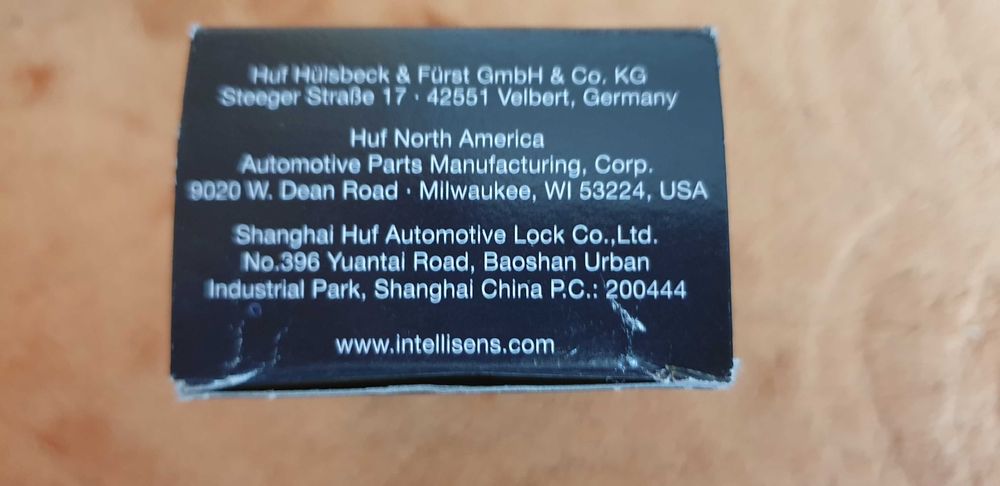 Huf Hülsbeck & Fürst GmbH & Co. KG
Steeger Straße 17 · 42551 Velbert, Germany
Huf North America
Automotive Parts Manufacturing, Corp.
9020 W. Dean Road · Milwaukee, WI 53224, USA
Shanghai Huf Automotive Lock Co.,Ltd.
No.396 Yuantai Road, Baoshan Urban
Industrial Park, Shanghai China P.C.: 200444
www.intellisens.com